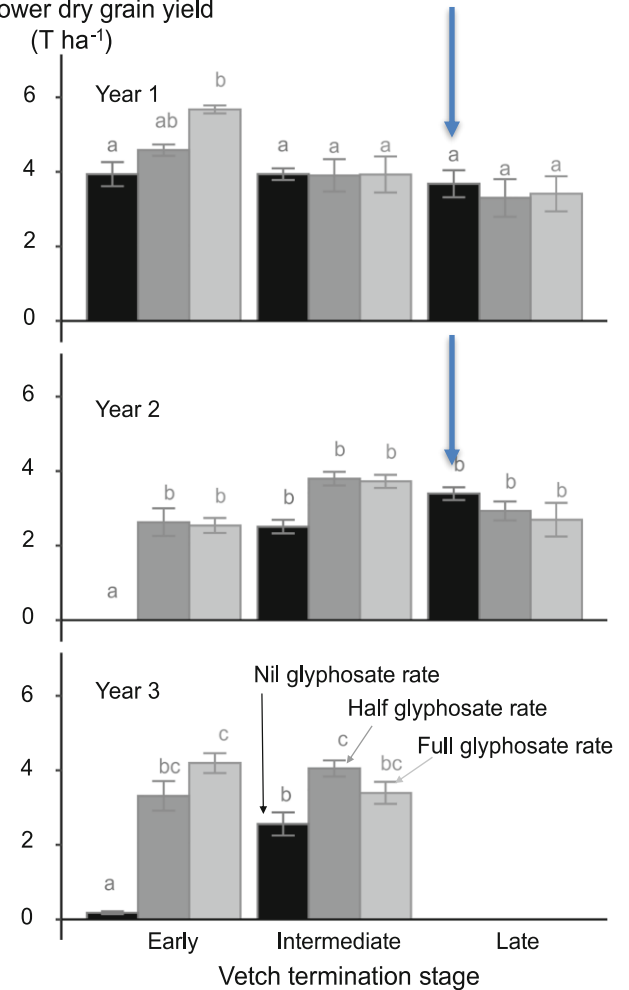 ower dry grain yield
(T ha⁻¹)
6
Year 1
a ab b a a a a a a
4
2
0
6
Year 2
4
a b b b b b b b b
2
0
Year 3
Nil glyphosate rate
6
Half glyphosate rate
Full glyphosate rate
a bc c b c bc
4
2
0
Early Intermediate Late
Vetch termination stage